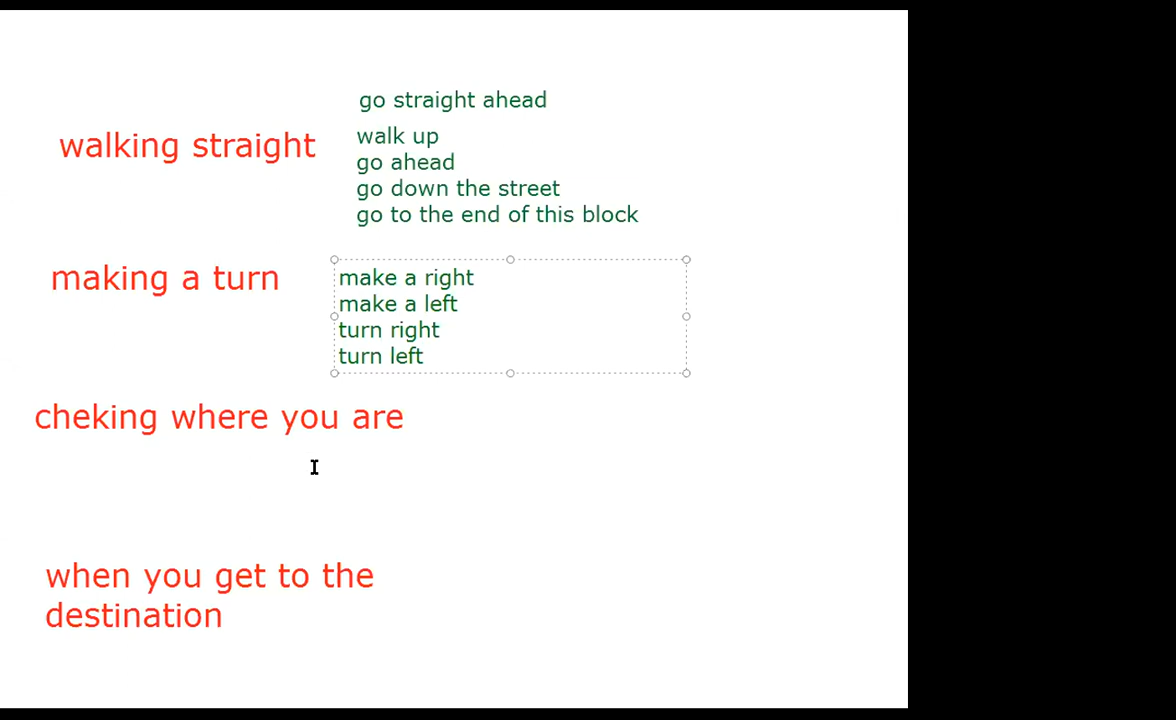 go straight ahead
walking straight
walk up
go ahead
go down the street
go to the end of this block
making a turn
make a right
make a left
turn right
turn left
cheking where you are
when you get to the
destination